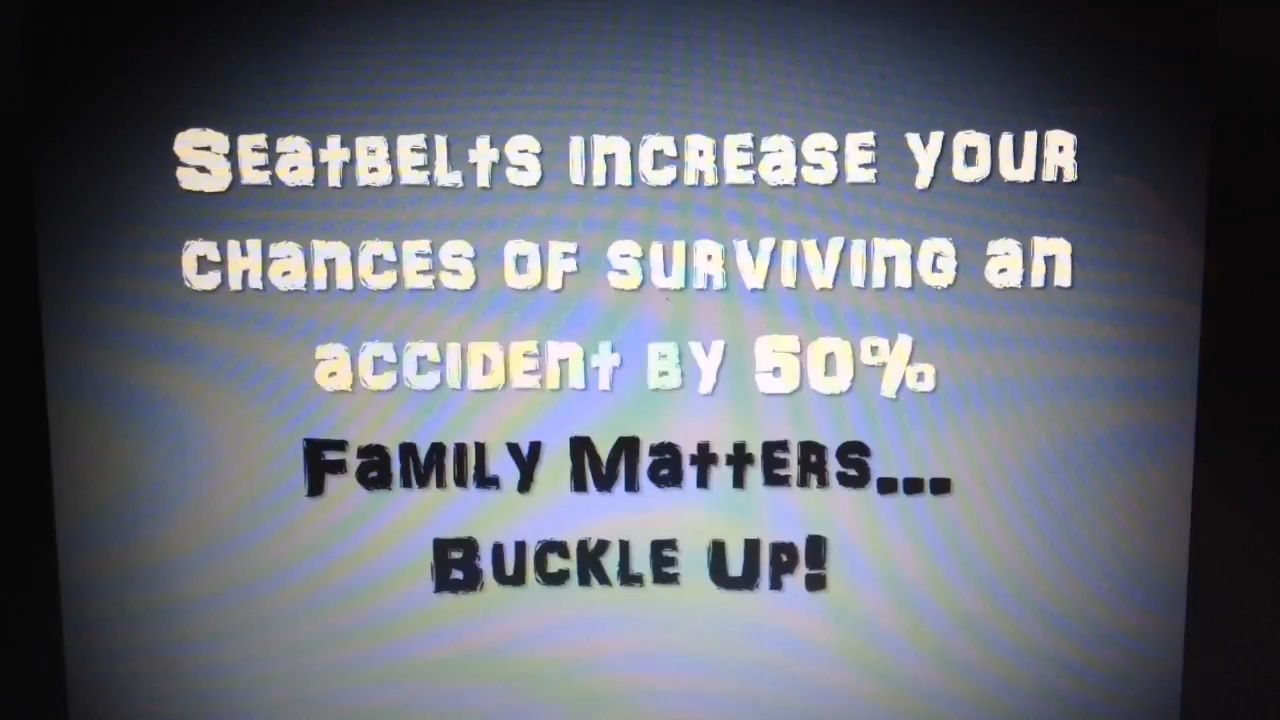 Seatbelts increase your
chances of surviving an
accident by 50%
Family Matters...
Buckle Up!